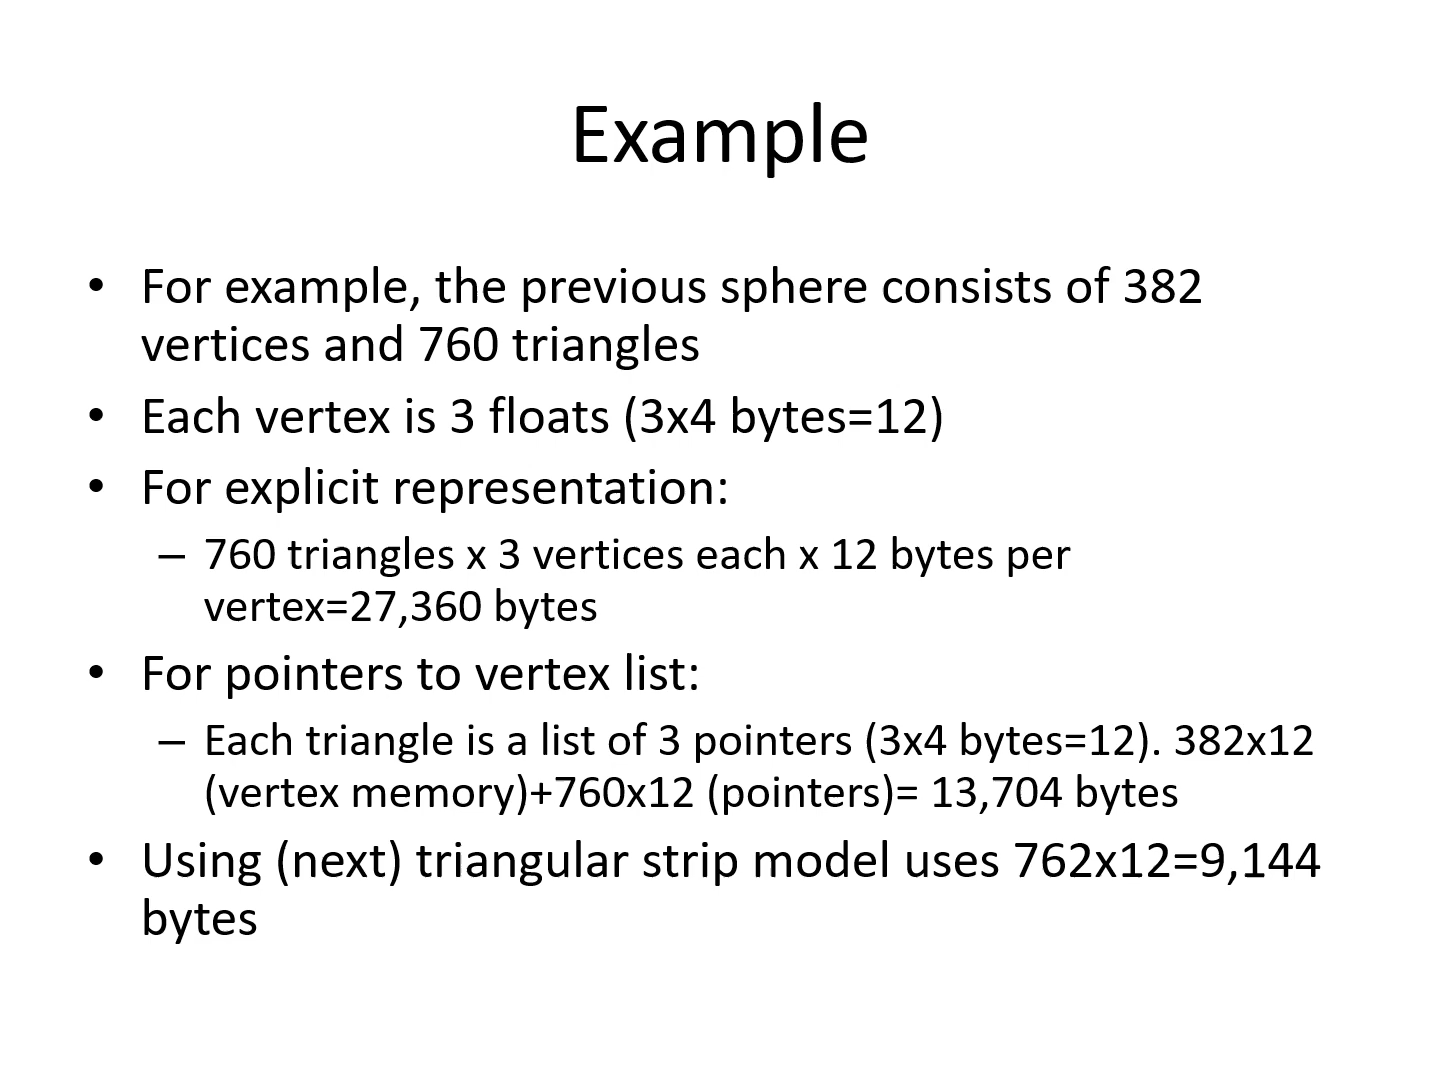 Example
• For example, the previous sphere consists of 382
vertices and 760 triangles
• Each vertex is 3 floats (3x4 bytes=12)
• For explicit representation:
– 760 triangles x 3 vertices each x 12 bytes per
vertex=27,360 bytes
• For pointers to vertex list:
– Each triangle is a list of 3 pointers (3x4 bytes=12). 382x12
(vertex memory)+760x12 (pointers)= 13,704 bytes
• Using (next) triangular strip model uses 762x12=9,144
bytes